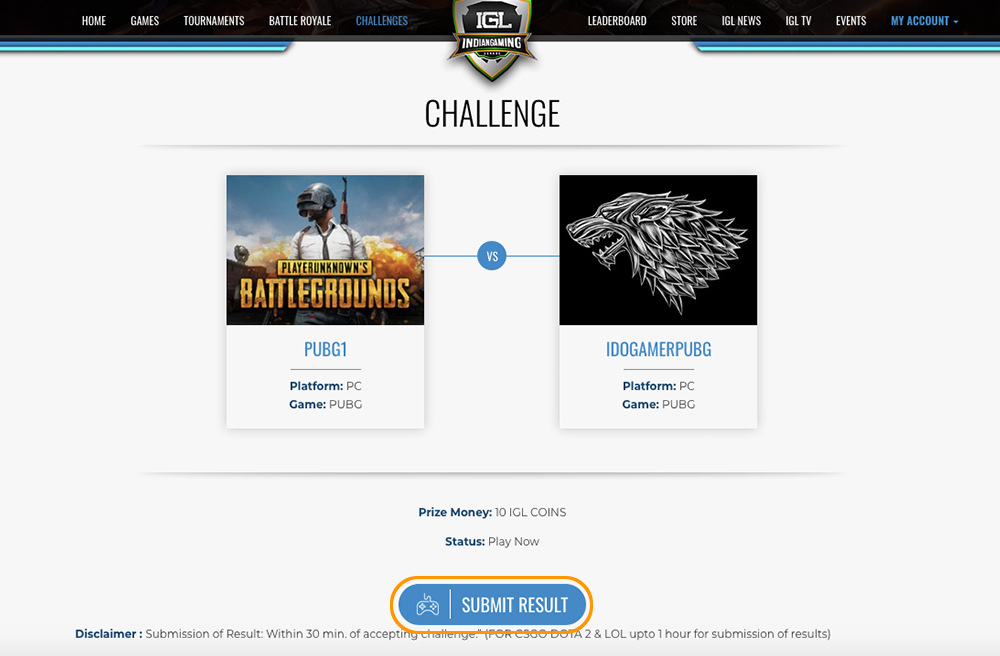 HOME GAMES TOURNAMENTS BATTLE ROYALE CHALLENGES IGL INDIANGAMING LEADERBOARD STORE IGL NEWS IGL TV EVENTS MY ACCOUNT
CHALLENGE
PLAYERUNKNOWN'S
BATTLEGROUNDS
VS
PUBG1
Platform: PC
Game: PUBG
IDOGAMERPUBG
Platform: PC
Game: PUBG
Prize Money: 10 IGL COINS
Status: Play Now
SUBMIT RESULT
Disclaimer : Submission of Result: Within 30 min. of accepting challenge." (FOR CSGO DOTA 2 & LOL upto 1 hour for submission of results)